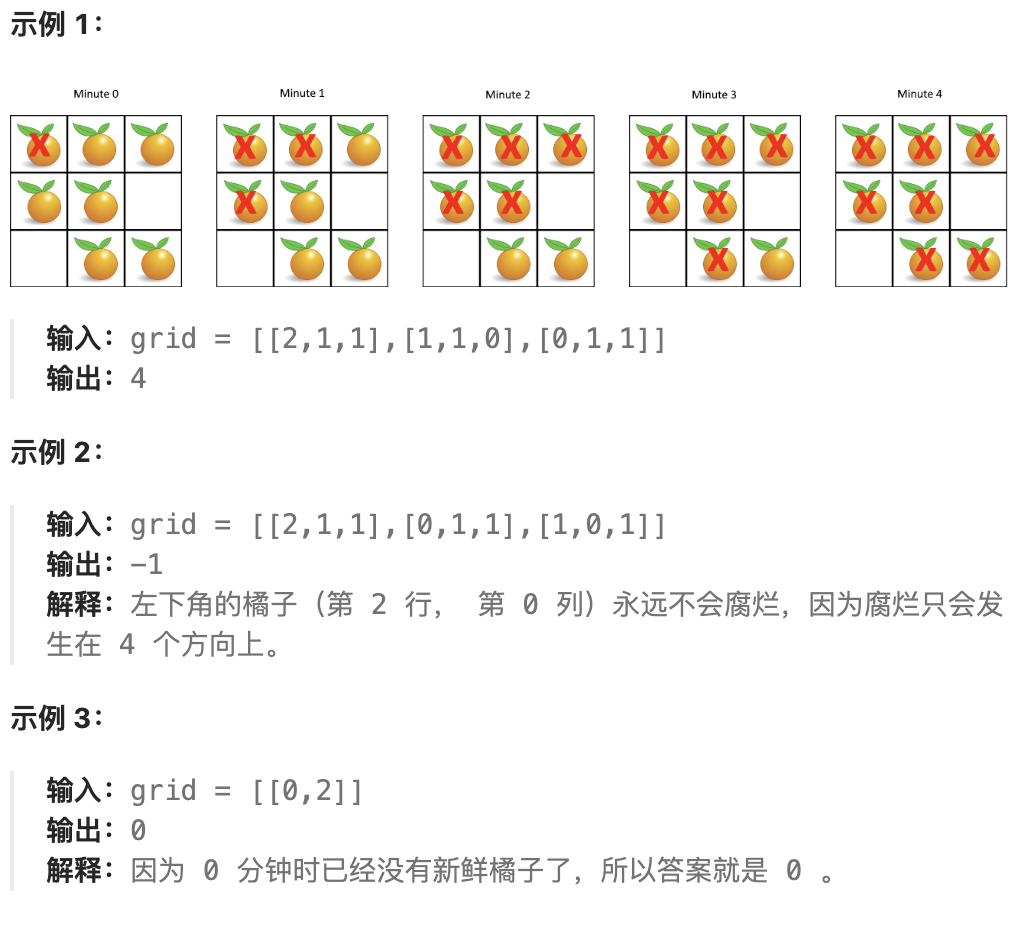 示例 1：
Minute 0 Minute 1 Minute 2 Minute 3 Minute 4
X X X X X X X X X X X X X X X X X X X X X
输入：grid = [[2,1,1],[1,1,0],[0,1,1]]
输出：4
示例 2：
输入：grid = [[2,1,1],[0,1,1],[1,0,1]]
输出：-1
解释：左下角的橘子（第 2 行， 第 0 列）永远不会腐烂，因为腐烂只会发
生在 4 个方向上。
示例 3：
输入：grid = [[0,2]]
输出：0
解释：因为 0 分钟时已经没有新鲜橘子了，所以答案就是 0 。